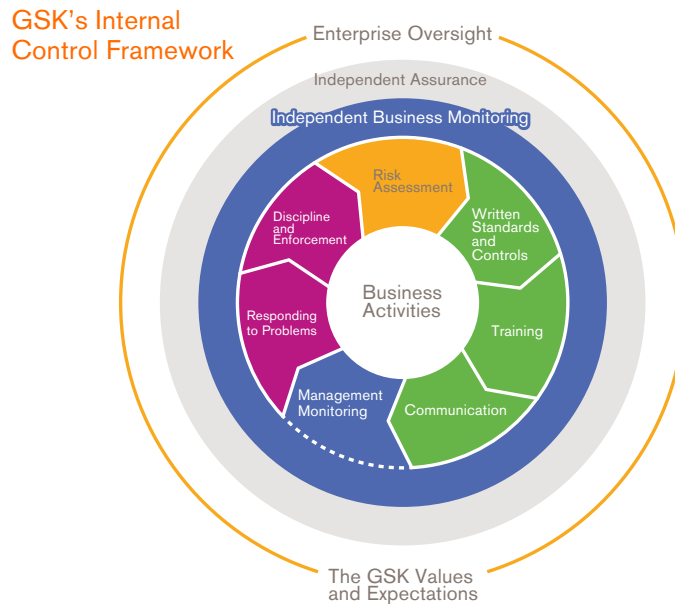 GSK's Internal
Control Framework
Enterprise Oversight
Independent Assurance
Independent Business Monitoring
Risk
Assessment
Written
Standards
and
Controls
Training
Communication
Management
Monitoring
Responding
to Problems
Discipline
and
Enforcement
Business
Activities
The GSK Values
and Expectations